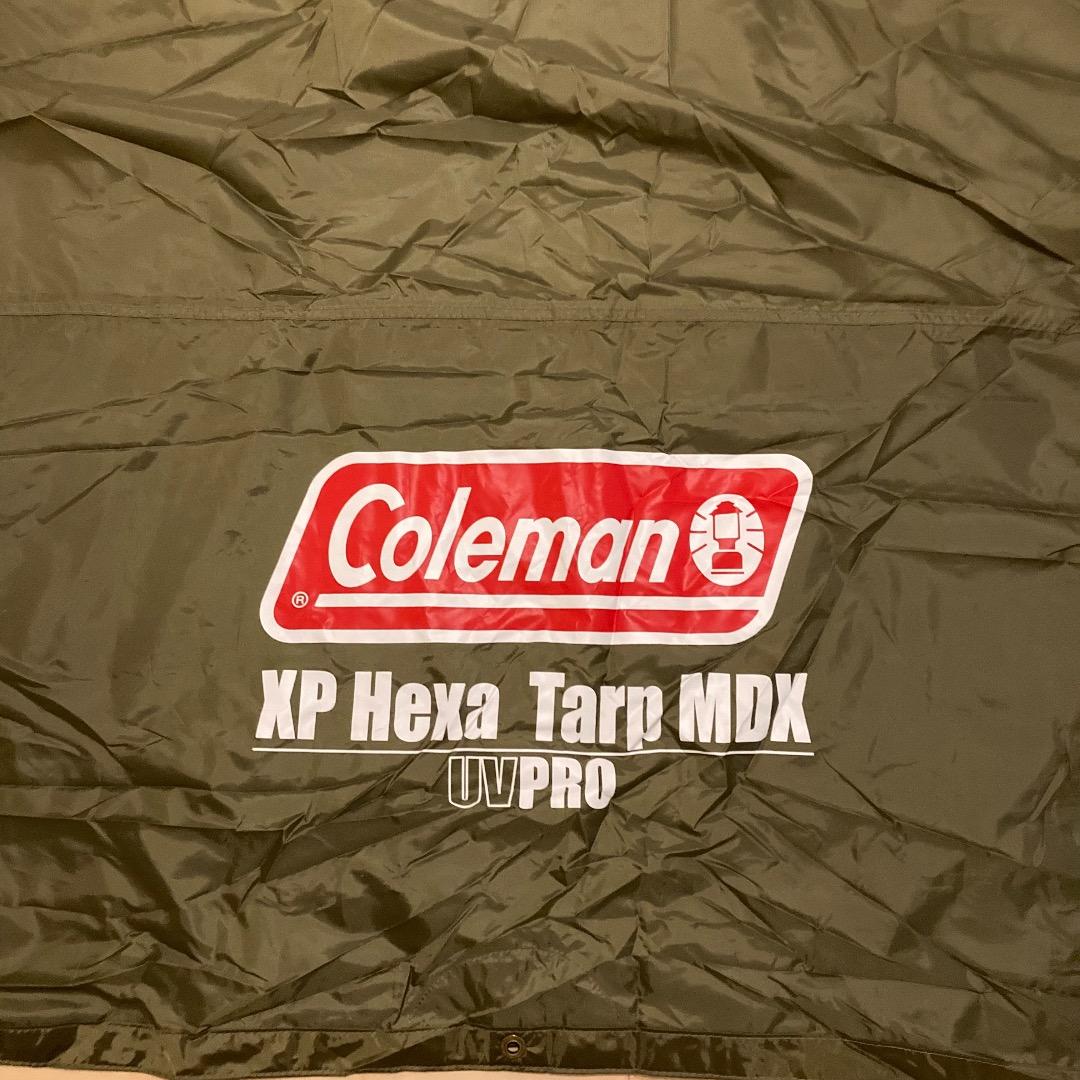 Coleman
®
XP Hexa Tarp MDX
UVPRO